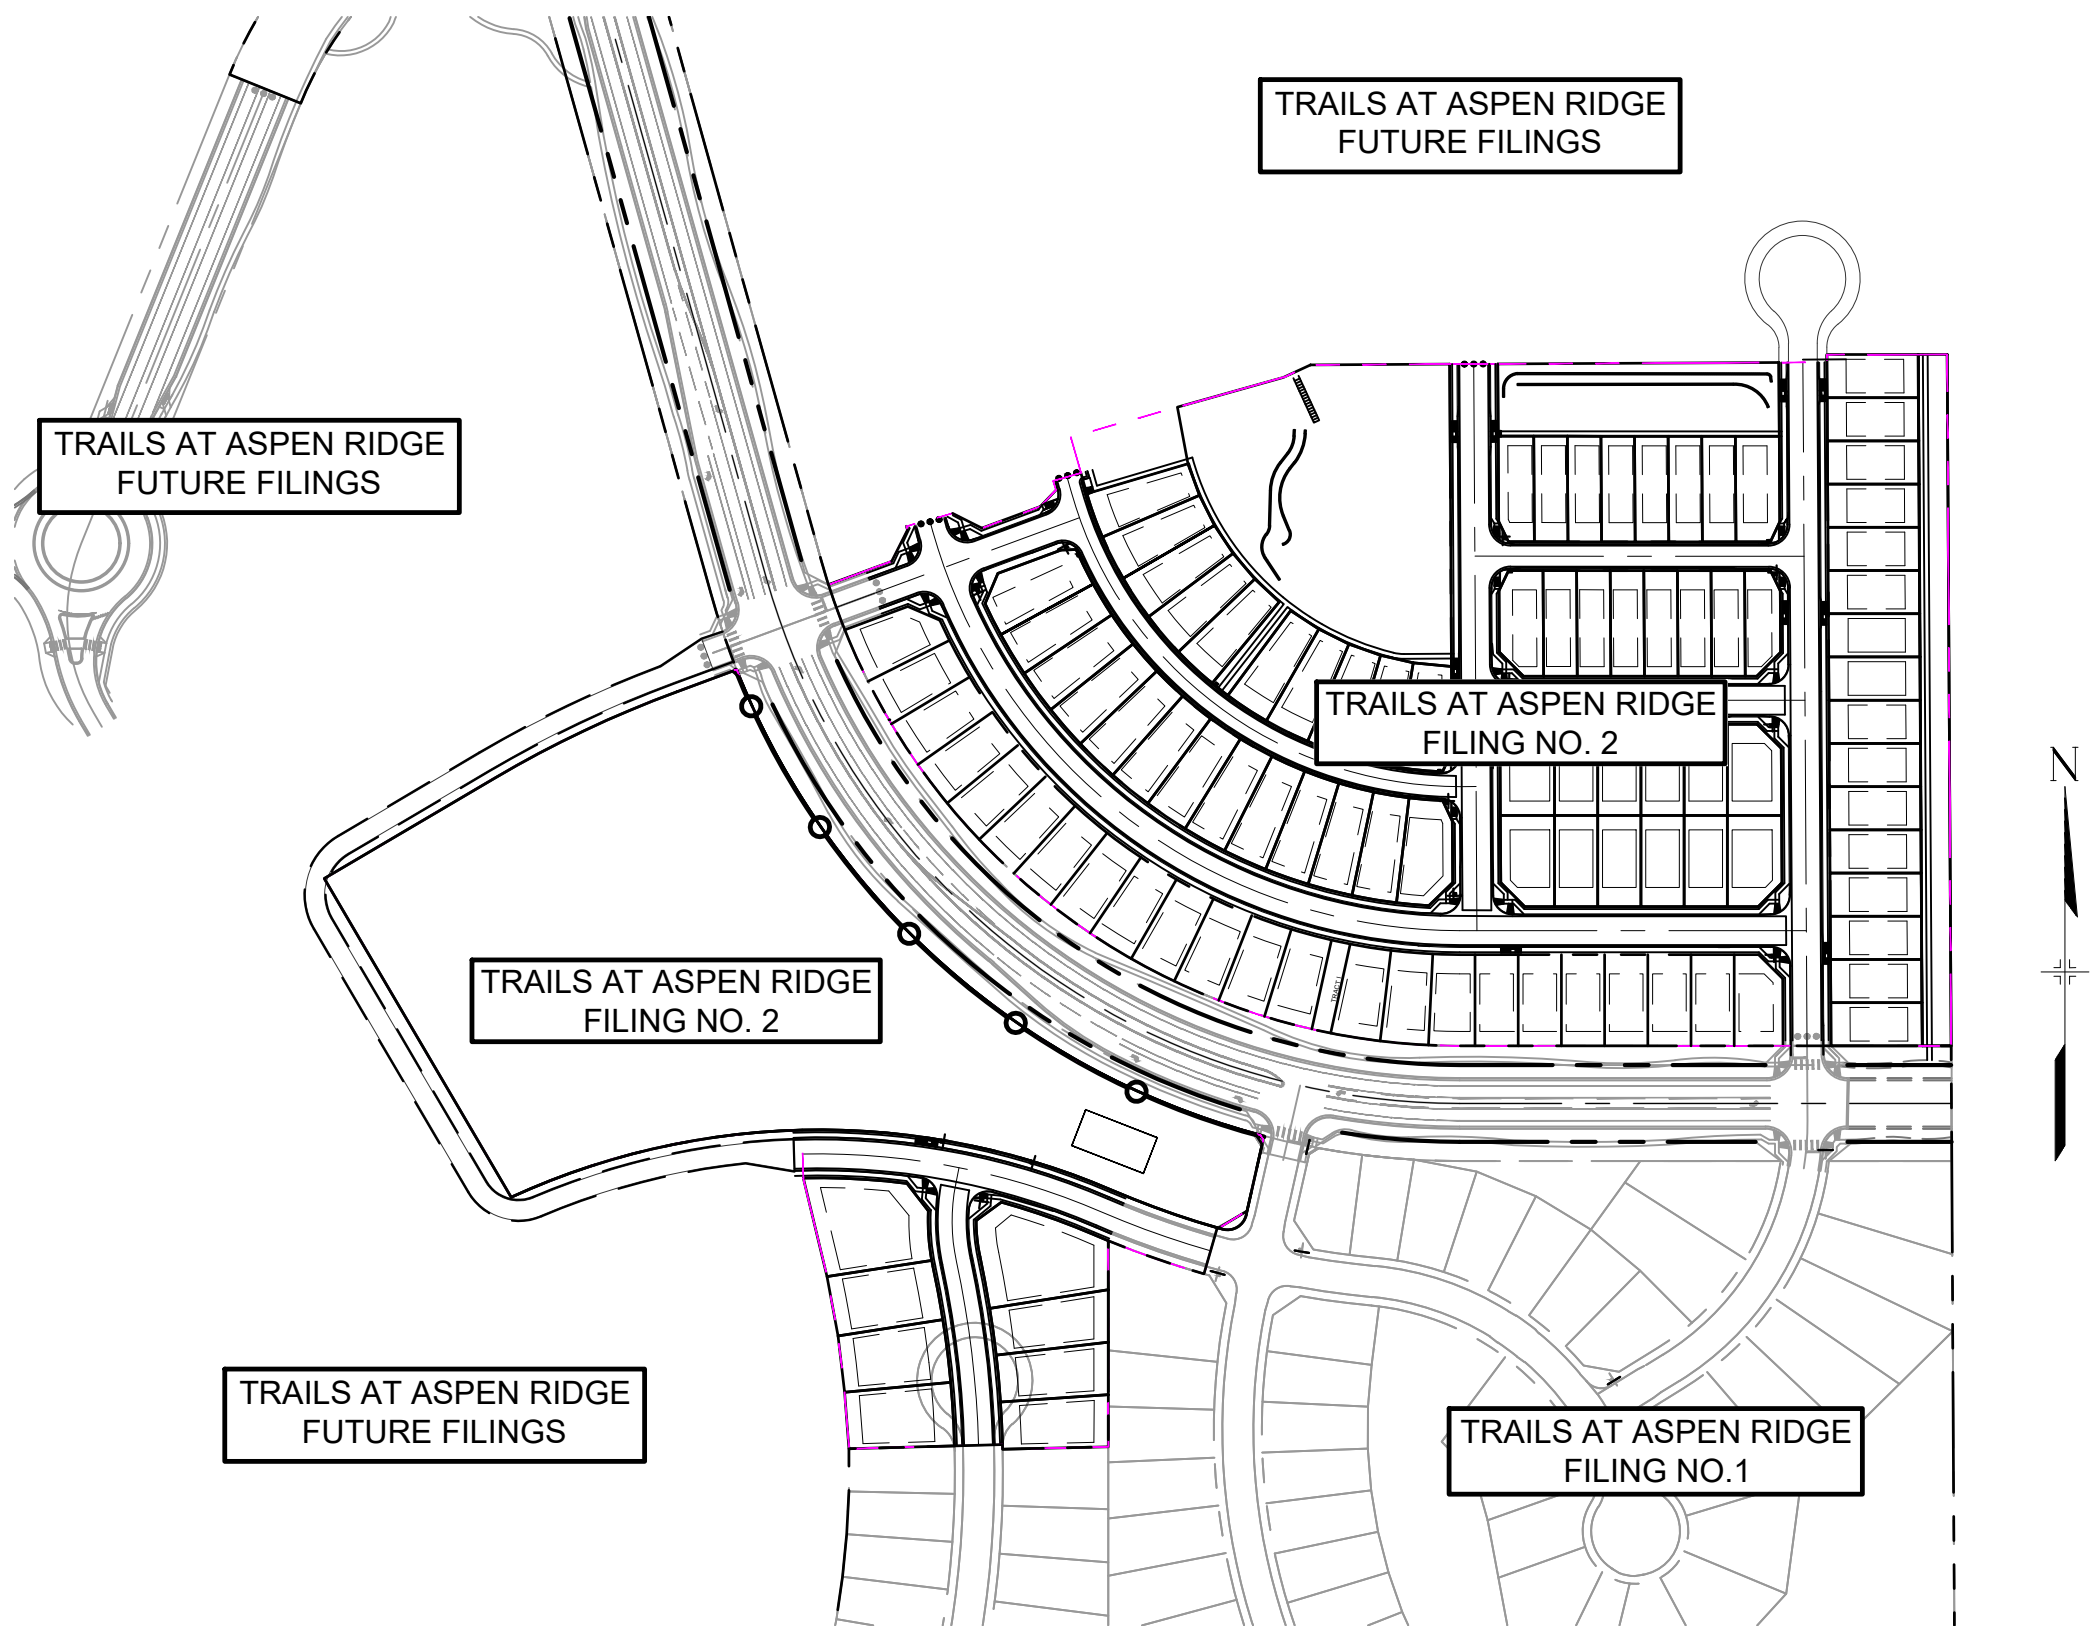 TRAILS AT ASPEN RIDGE
FUTURE FILINGS
TRAILS AT ASPEN RIDGE
FUTURE FILINGS
TRAILS AT ASPEN RIDGE
FILING NO. 2
N
TRAILS AT ASPEN RIDGE
FILING NO. 2
TRACT I
TRAILS AT ASPEN RIDGE
FUTURE FILINGS
TRAILS AT ASPEN RIDGE
FILING NO.1